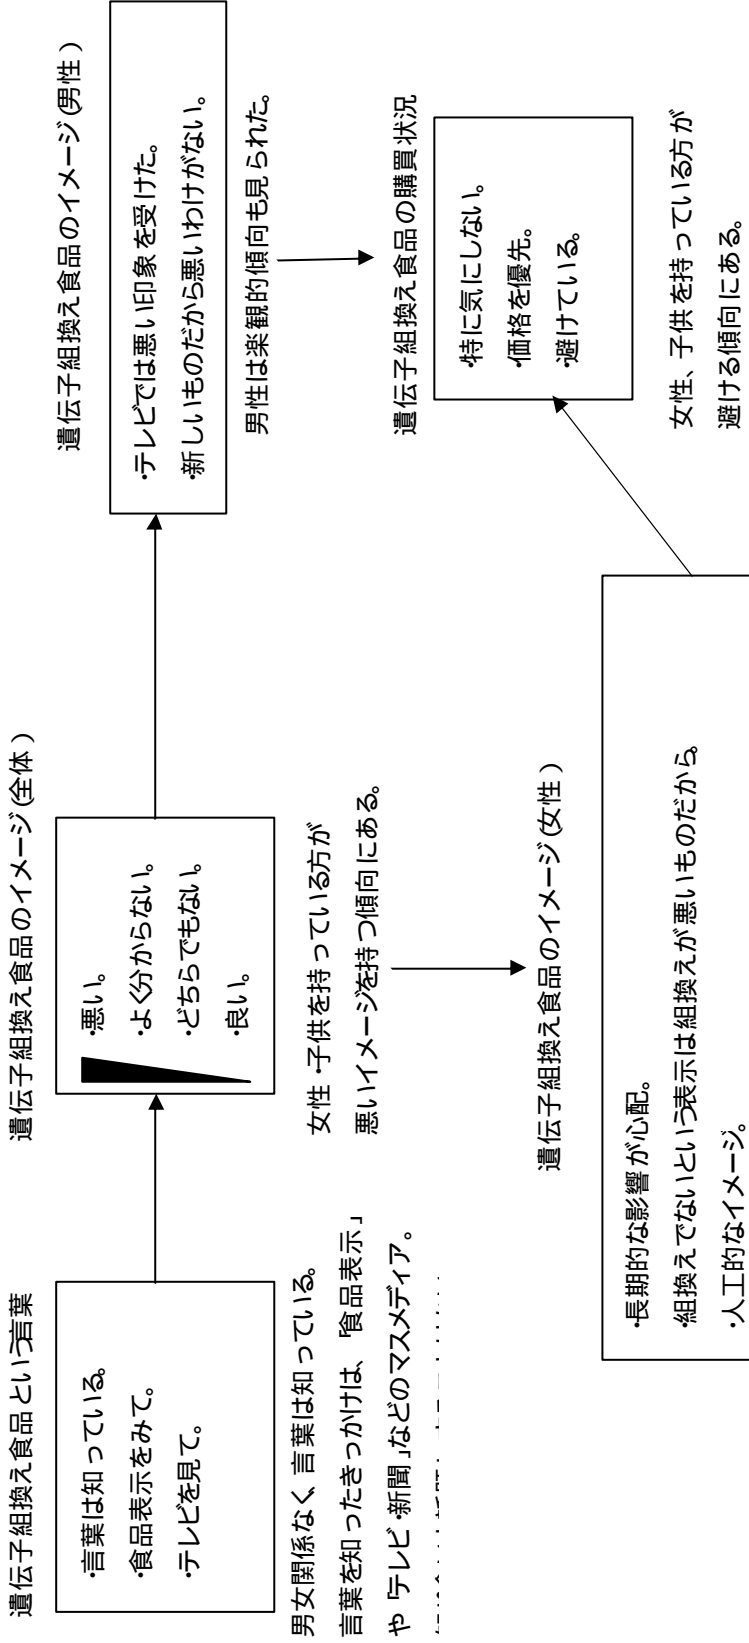 遺伝子組換え食品という言葉
・言葉は知っている。
・食品表示をみて。
・テレビを見て。
男女関係なく、言葉は知っている。
言葉を知ったきっかけは、「食品表示」
や「テレビ・新聞」などのマスメディア。
遺伝子組換え食品のイメージ(全体)
・悪い。
・よく分からない。
・どちらでもない。
・良い。
女性・子供を持っている方が
悪いイメージを持つ傾向にある。
遺伝子組換え食品のイメージ(男性)
・テレビでは悪い印象を受けた。
・新しいものだから悪いわけがない。
男性は楽観的傾向も見られた。
遺伝子組換え食品のイメージ(女性)
・長期的な影響が心配。
・組換えでないという表示は組換えが悪いものだから。
・人工的なイメージ。
遺伝子組換え食品の購買状況
・特に気にしない。
・価格を優先。
・避けている。
女性、子供を持っている方が
避ける傾向にある。